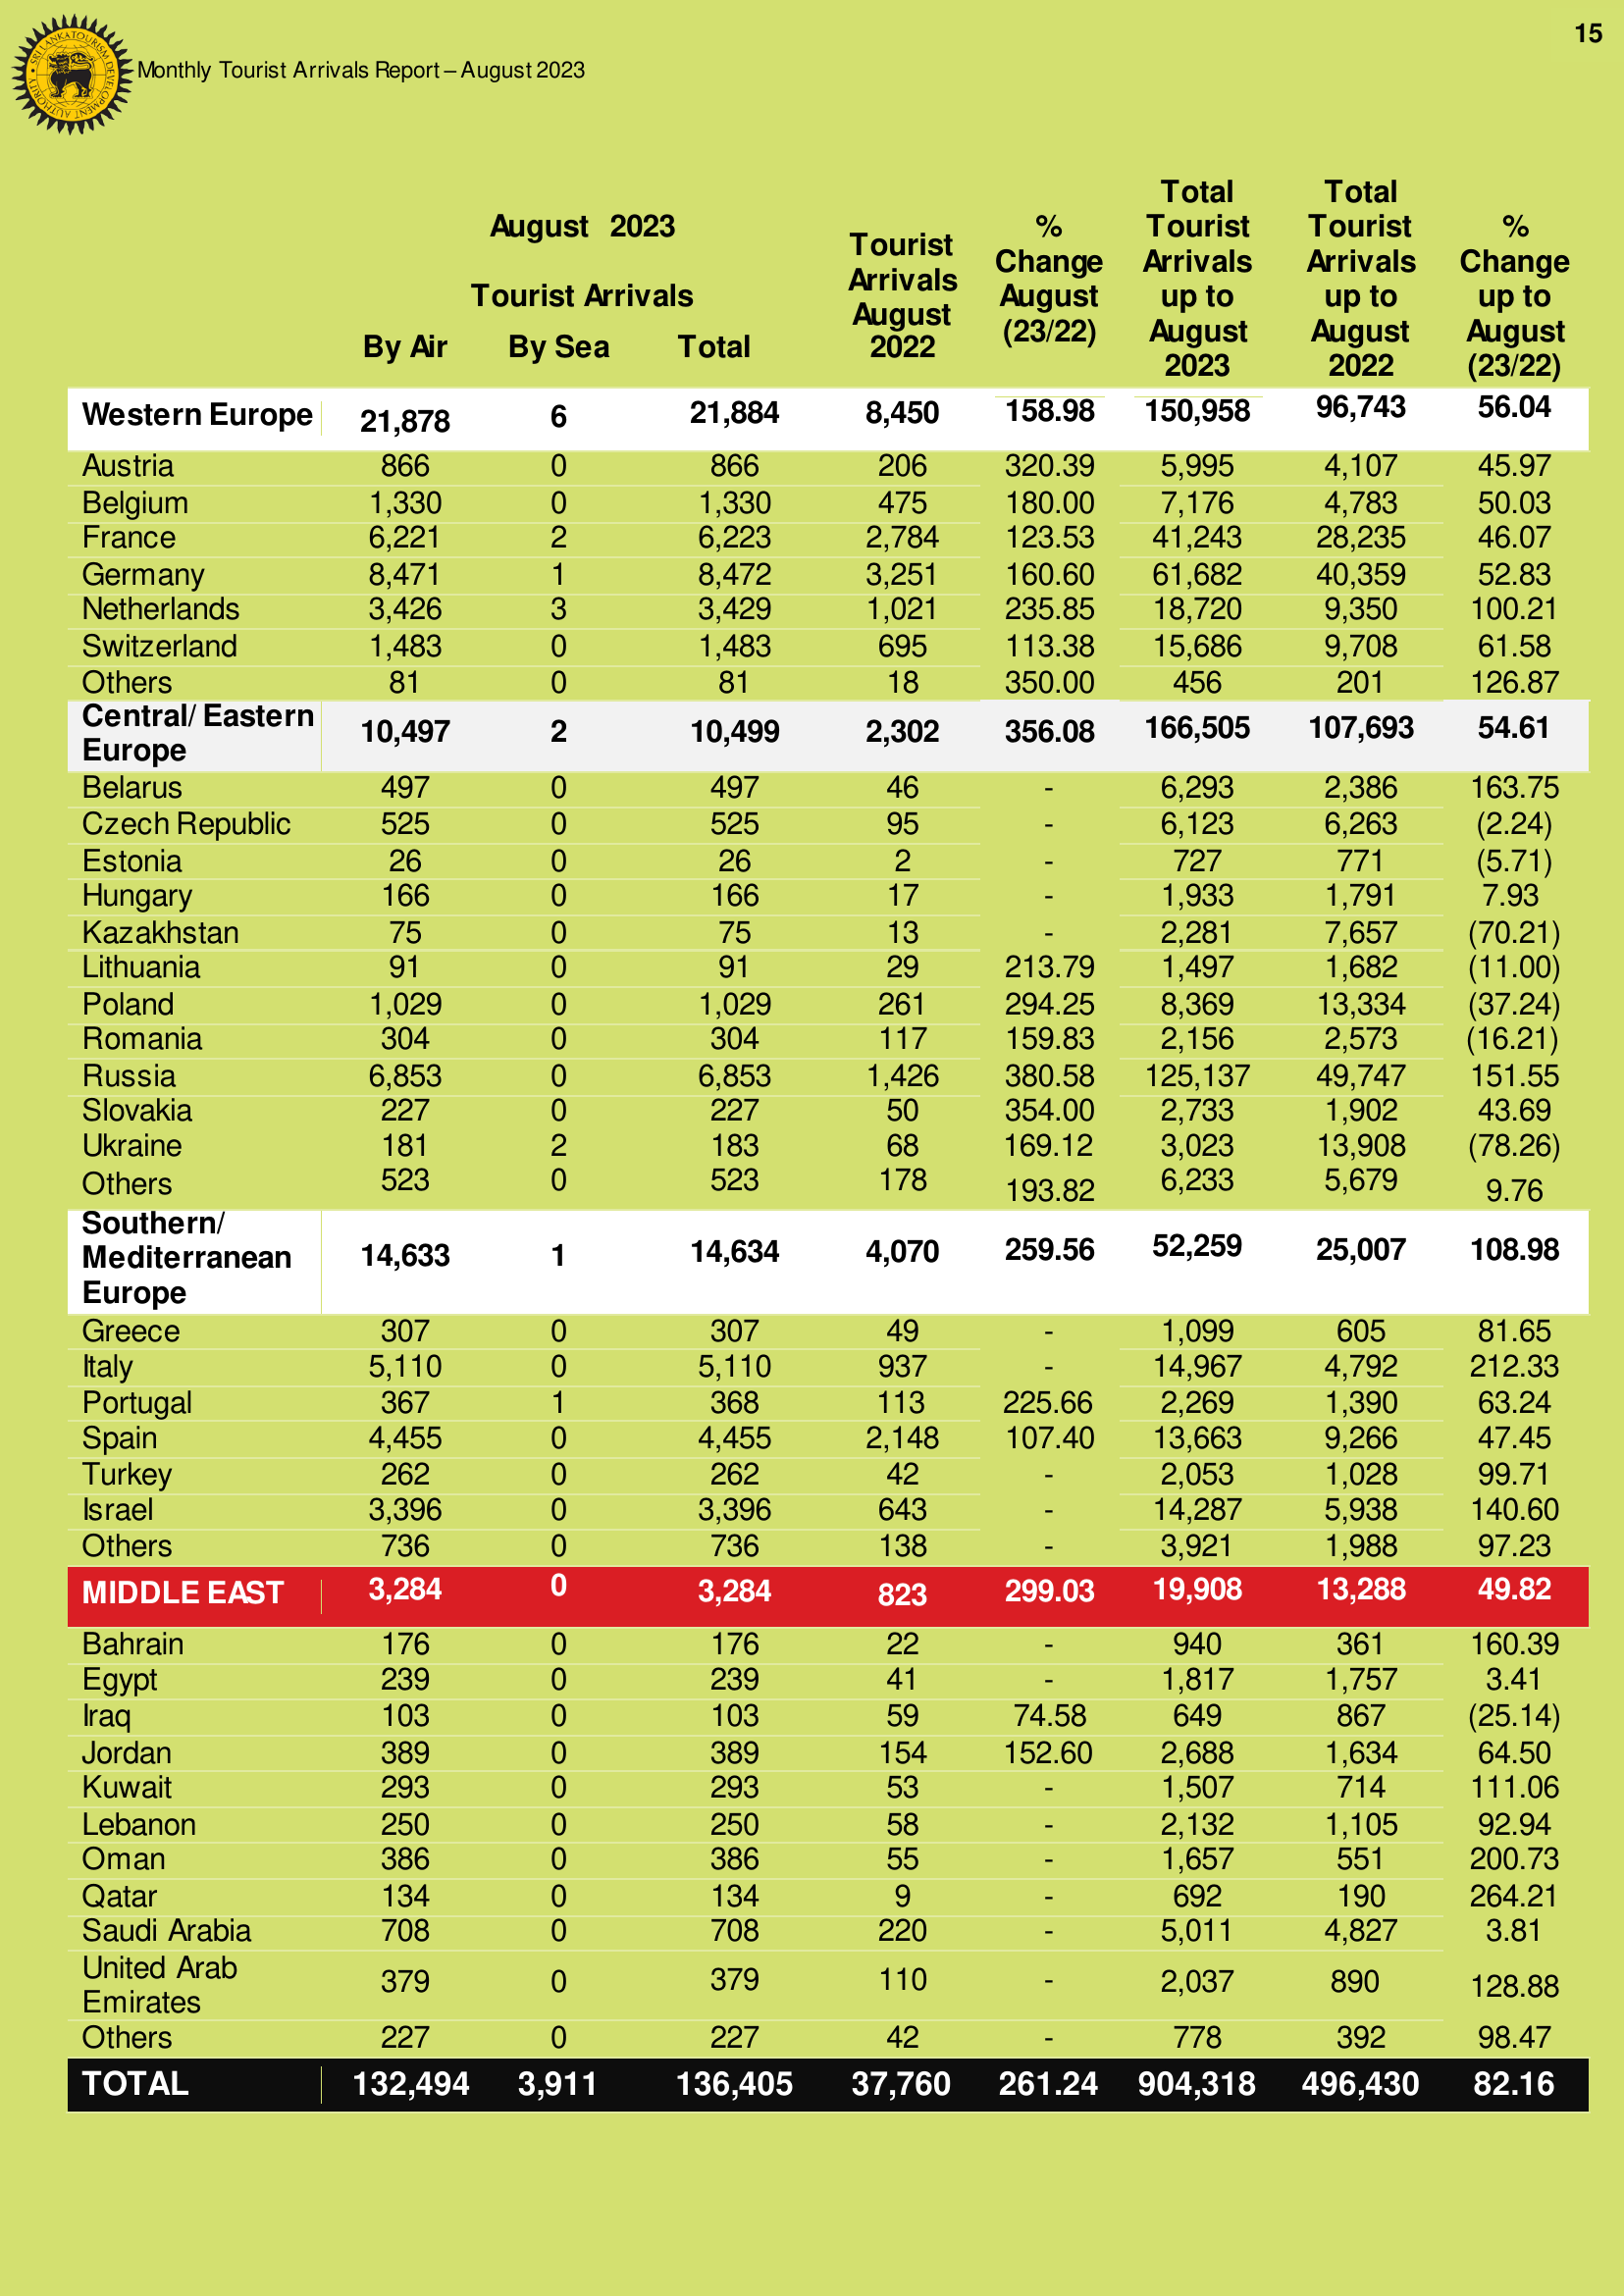 15
SRI LANKA TOURISM DEVELOPMENT AUTHORITY
Monthly Tourist Arrivals Report – August 2023
August 2023
Tourist Arrivals
By Air By Sea Total
Tourist
Arrivals
August
2022
%
Change
August
(23/22)
Total
Tourist
Arrivals
up to
August
2023
Total
Tourist
Arrivals
up to
August
2022
%
Change
up to
August
(23/22)
Western Europe 21,878 6 21,884 8,450 158.98 150,958 96,743 56.04
Austria 866 0 866 206 320.39 5,995 4,107 45.97
Belgium 1,330 0 1,330 475 180.00 7,176 4,783 50.03
France 6,221 2 6,223 2,784 123.53 41,243 28,235 46.07
Germany 8,471 1 8,472 3,251 160.60 61,682 40,359 52.83
Netherlands 3,426 3 3,429 1,021 235.85 18,720 9,350 100.21
Switzerland 1,483 0 1,483 695 113.38 15,686 9,708 61.58
Others 81 0 81 18 350.00 456 201 126.87
Central/ Eastern
Europe 10,497 2 10,499 2,302 356.08 166,505 107,693 54.61
Belarus 497 0 497 46 - 6,293 2,386 163.75
Czech Republic 525 0 525 95 - 6,123 6,263 (2.24)
Estonia 26 0 26 2 - 727 771 (5.71)
Hungary 166 0 166 17 - 1,933 1,791 7.93
Kazakhstan 75 0 75 13 - 2,281 7,657 (70.21)
Lithuania 91 0 91 29 213.79 1,497 1,682 (11.00)
Poland 1,029 0 1,029 261 294.25 8,369 13,334 (37.24)
Romania 304 0 304 117 159.83 2,156 2,573 (16.21)
Russia 6,853 0 6,853 1,426 380.58 125,137 49,747 151.55
Slovakia 227 0 227 50 354.00 2,733 1,902 43.69
Ukraine 181 2 183 68 169.12 3,023 13,908 (78.26)
Others 523 0 523 178 193.82 6,233 5,679 9.76
Southern/
Mediterranean
Europe 14,633 1 14,634 4,070 259.56 52,259 25,007 108.98
Greece 307 0 307 49 - 1,099 605 81.65
Italy 5,110 0 5,110 937 - 14,967 4,792 212.33
Portugal 367 1 368 113 225.66 2,269 1,390 63.24
Spain 4,455 0 4,455 2,148 107.40 13,663 9,266 47.45
Turkey 262 0 262 42 - 2,053 1,028 99.71
Israel 3,396 0 3,396 643 - 14,287 5,938 140.60
Others 736 0 736 138 - 3,921 1,988 97.23
MIDDLE EAST 3,284 0 3,284 823 299.03 19,908 13,288 49.82
Bahrain 176 0 176 22 - 940 361 160.39
Egypt 239 0 239 41 - 1,817 1,757 3.41
Iraq 103 0 103 59 74.58 649 867 (25.14)
Jordan 389 0 389 154 152.60 2,688 1,634 64.50
Kuwait 293 0 293 53 - 1,507 714 111.06
Lebanon 250 0 250 58 - 2,132 1,105 92.94
Oman 386 0 386 55 - 1,657 551 200.73
Qatar 134 0 134 9 - 692 190 264.21
Saudi Arabia 708 0 708 220 - 5,011 4,827 3.81
United Arab
Emirates 379 0 379 110 - 2,037 890 128.88
Others 227 0 227 42 - 778 392 98.47
TOTAL 132,494 3,911 136,405 37,760 261.24 904,318 496,430 82.16